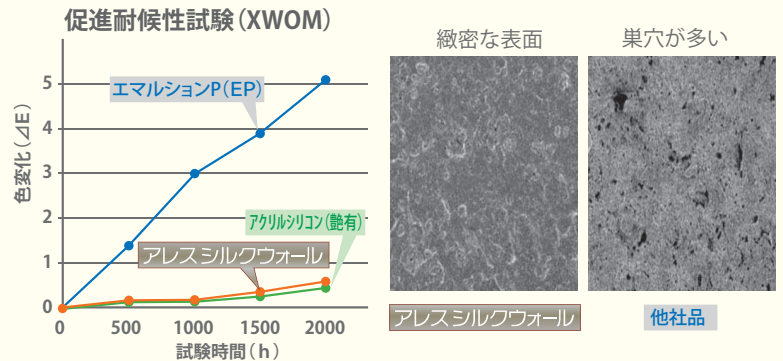 促進耐候性試験(XWOM)
色変化(⊿E)
5
4
3
2
1
0
0
500
1000
1500
2000
試験時間(h)
エマルションP(EP)
アクリルシリコン(艶有)
アレスシルクウォール
緻密な表面
巣穴が多い
アレスシルクウォール
他社品